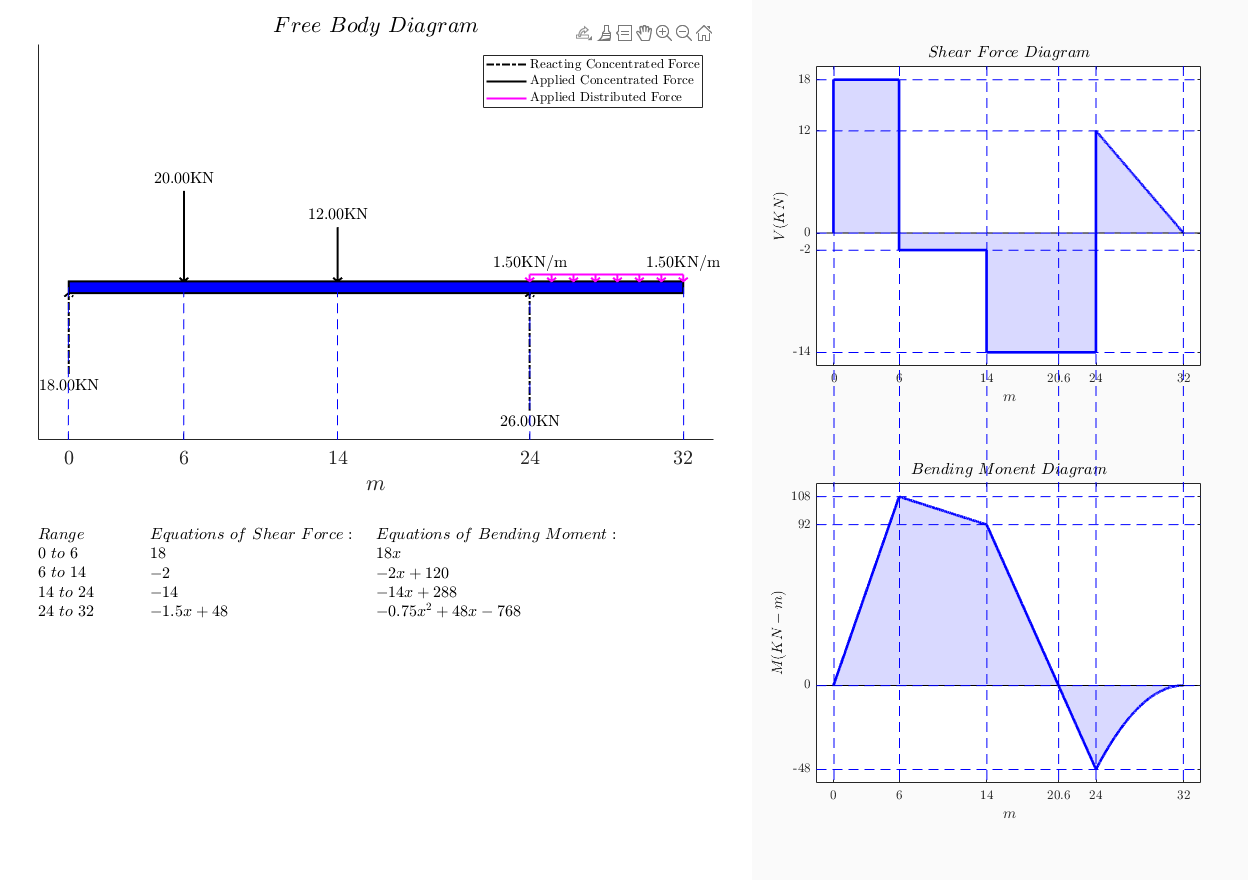 Free Body Diagram
Reacting Concentrated Force
Applied Concentrated Force
Applied Distributed Force
20.00KN
12.00KN
1.50KN/m 1.50KN/m
18.00KN
26.00KN
0 6 14 24 32
m
Range Equations of Shear Force : Equations of Bending Moment :
0 to 6 18 18x
6 to 14 −2 −2x + 120
14 to 24 −14 −14x + 288
24 to 32 −1.5x + 48 −0.75x² + 48x − 768
Shear Force Diagram
18
12
0
-2
-14
V(KN)
0 6 14 20.6 24 32
m
Bending Monent Diagram
108
92
0
-48
M(KN − m)
0 6 14 20.6 24 32
m